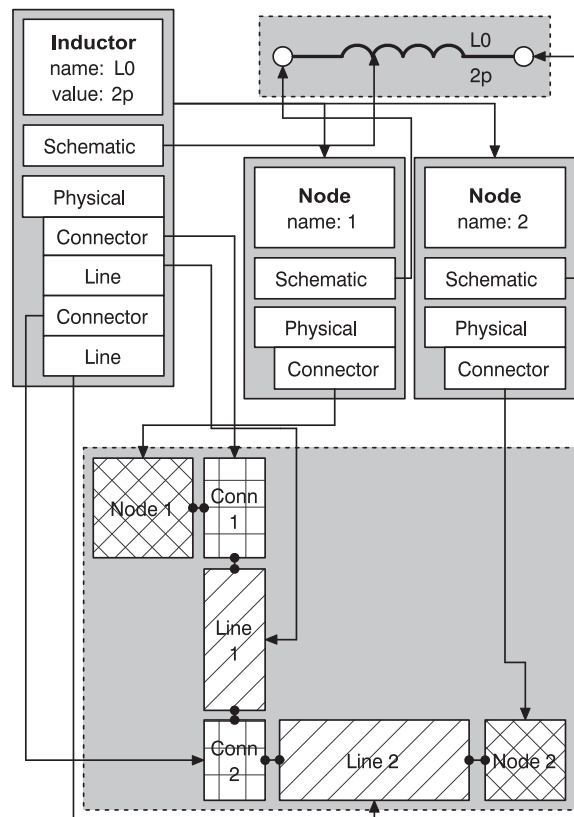 Inductor
name: L0
value: 2p
Schematic
Physical
Connector
Line
Connector
Line
L0
2p
Node
name: 1
Schematic
Physical
Connector
Node
name: 2
Schematic
Physical
Connector
Node 1
Conn
1
Line
1
Conn
2
Line 2
Node 2